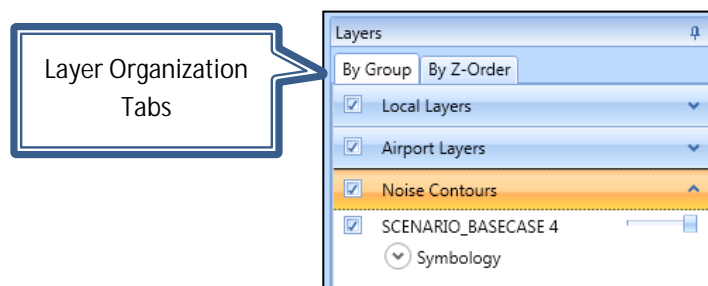 Layer Organization
Tabs
Layers
By Group By Z-Order
Local Layers
Airport Layers
Noise Contours
SCENARIO_BASECASE 4
Symbology